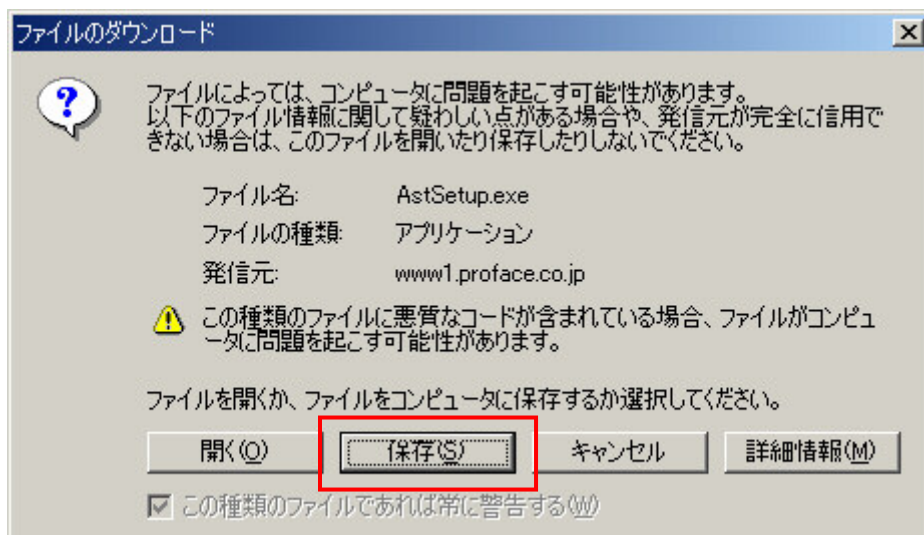 ファイルのダウンロード
ファイルによっては、コンピュータに問題を起こす可能性があります。
以下のファイル情報に関して疑わしい点がある場合や、発信元が完全に信用で
きない場合は、このファイルを開いたり保存したりしないでください。
ファイル名: AstSetup.exe
ファイルの種類: アプリケーション
発信元: www1.proface.co.jp
この種類のファイルに悪質なコードが含まれている場合、ファイルがコンピュ
ータに問題を起こす可能性があります。
ファイルを開くか、ファイルをコンピュータに保存するか選択してください。
開く(O) 保存(S) キャンセル 詳細情報(M)
この種類のファイルであれば常に警告する(W)